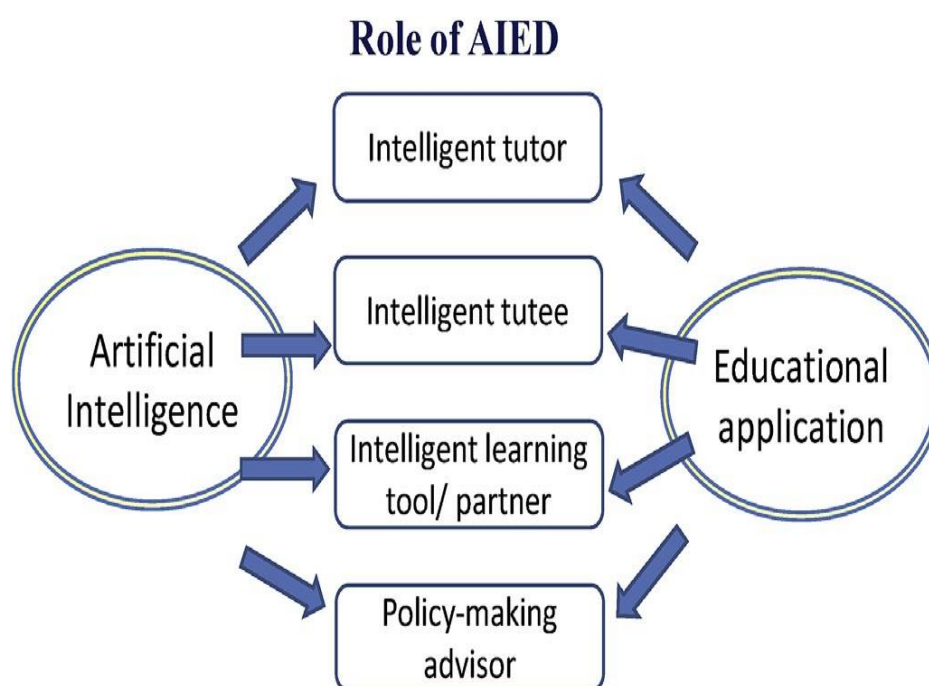 Role of AIED
Intelligent tutor
Intelligent tutee
Artificial
Intelligence
Educational
application
Intelligent learning
tool/ partner
Policy-making
advisor